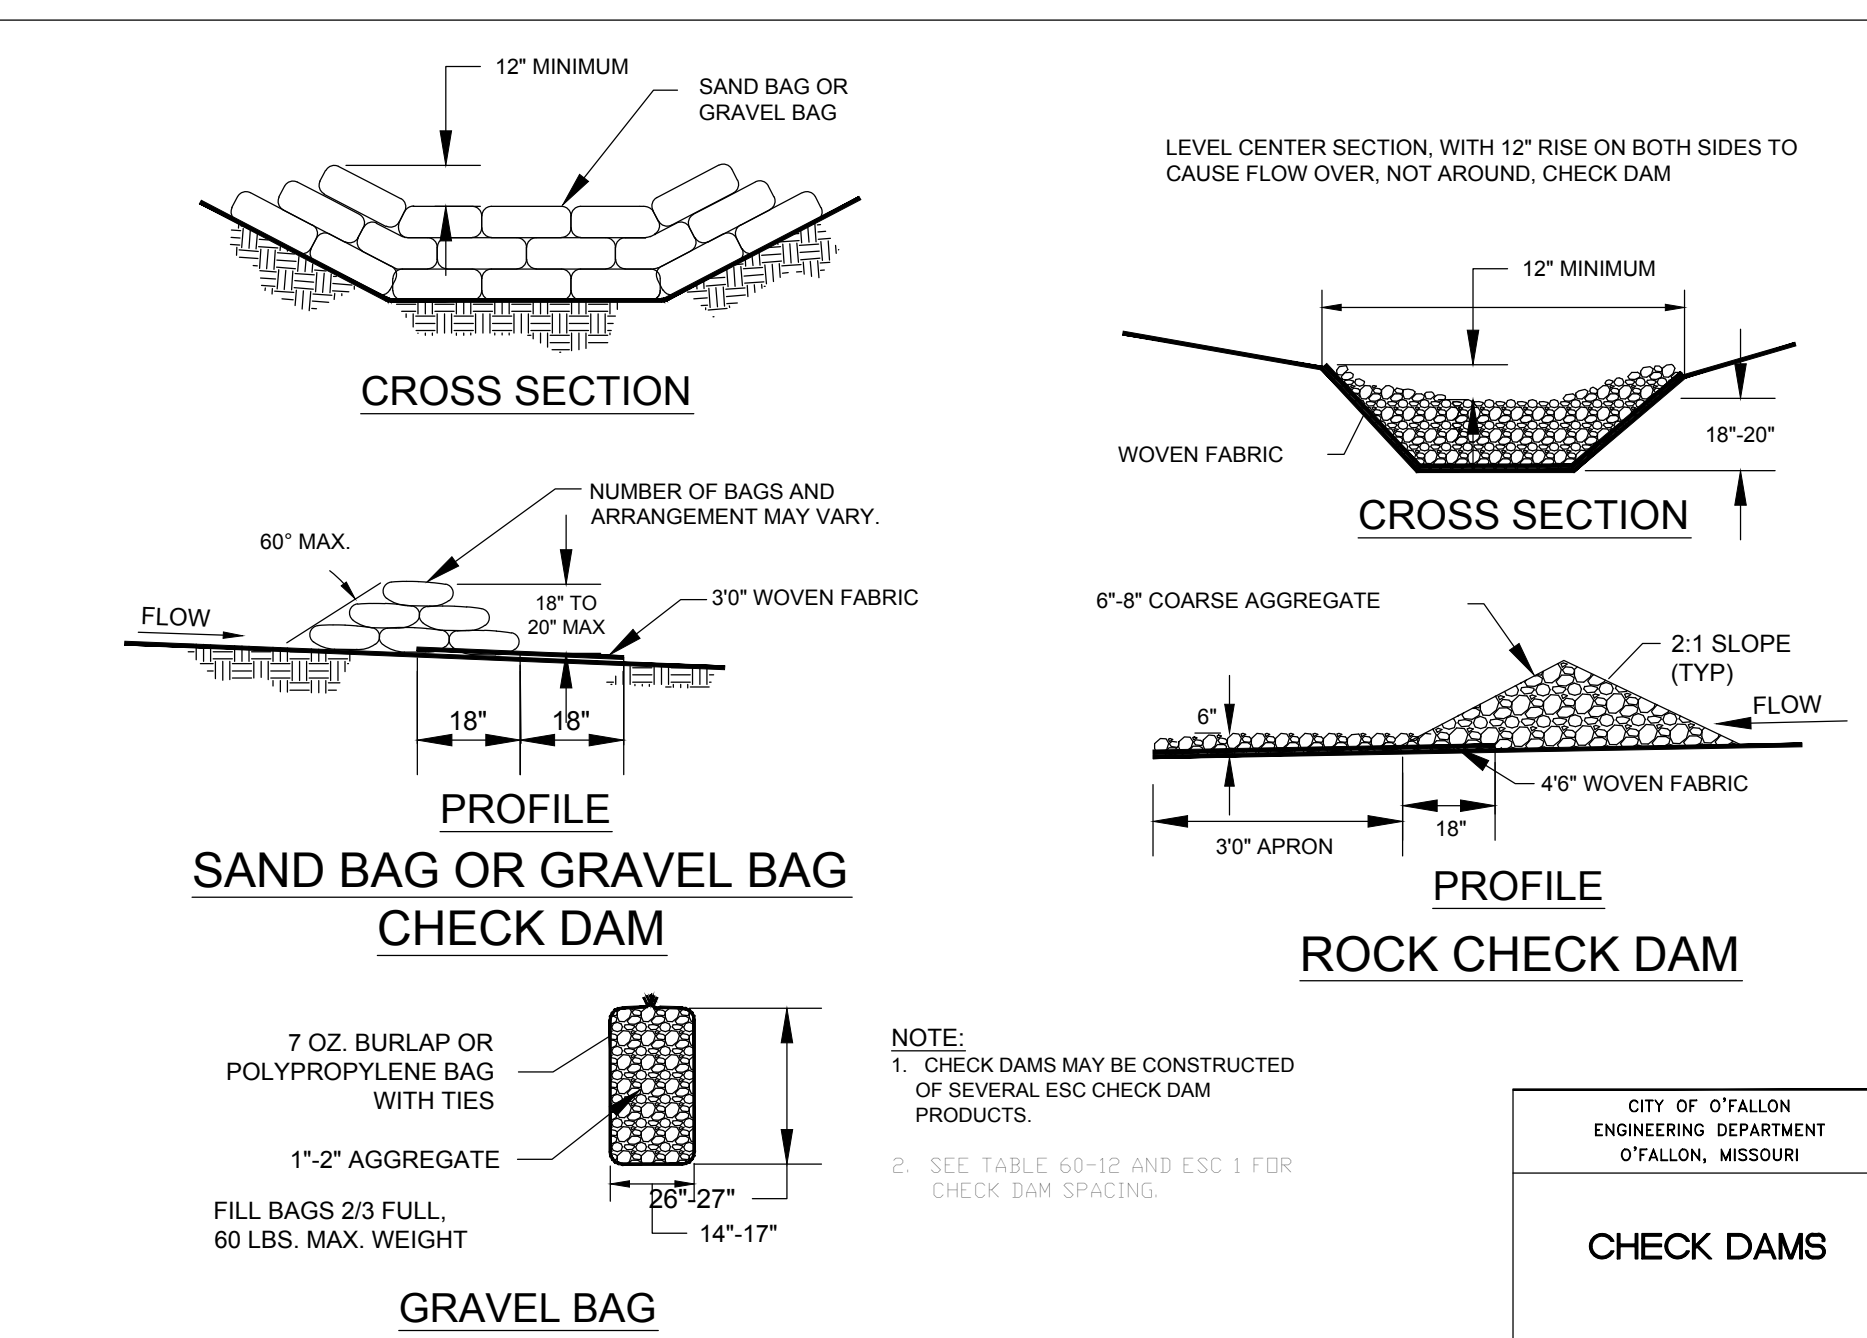 12" MINIMUM
SAND BAG OR
GRAVEL BAG
CROSS SECTION
NUMBER OF BAGS AND
ARRANGEMENT MAY VARY.
60° MAX.
FLOW
18" TO
20" MAX
3'0" WOVEN FABRIC
18"
18"
PROFILE
SAND BAG OR GRAVEL BAG
CHECK DAM
7 OZ. BURLAP OR
POLYPROPYLENE BAG
WITH TIES
1"-2" AGGREGATE
FILL BAGS 2/3 FULL,
60 LBS. MAX. WEIGHT
26"-27"
14"-17"
GRAVEL BAG
LEVEL CENTER SECTION, WITH 12" RISE ON BOTH SIDES TO
CAUSE FLOW OVER, NOT AROUND, CHECK DAM
12" MINIMUM
WOVEN FABRIC
18"-20"
CROSS SECTION
6"-8" COARSE AGGREGATE
2:1 SLOPE
(TYP)
FLOW
6"
4'6" WOVEN FABRIC
18"
3'0" APRON
PROFILE
ROCK CHECK DAM
NOTE:
1. CHECK DAMS MAY BE CONSTRUCTED
OF SEVERAL ESC CHECK DAM
PRODUCTS.
2. SEE TABLE 60-12 AND ESC 1 FOR
CHECK DAM SPACING.
CITY OF O'FALLON
ENGINEERING DEPARTMENT
O'FALLON, MISSOURI
CHECK DAMS